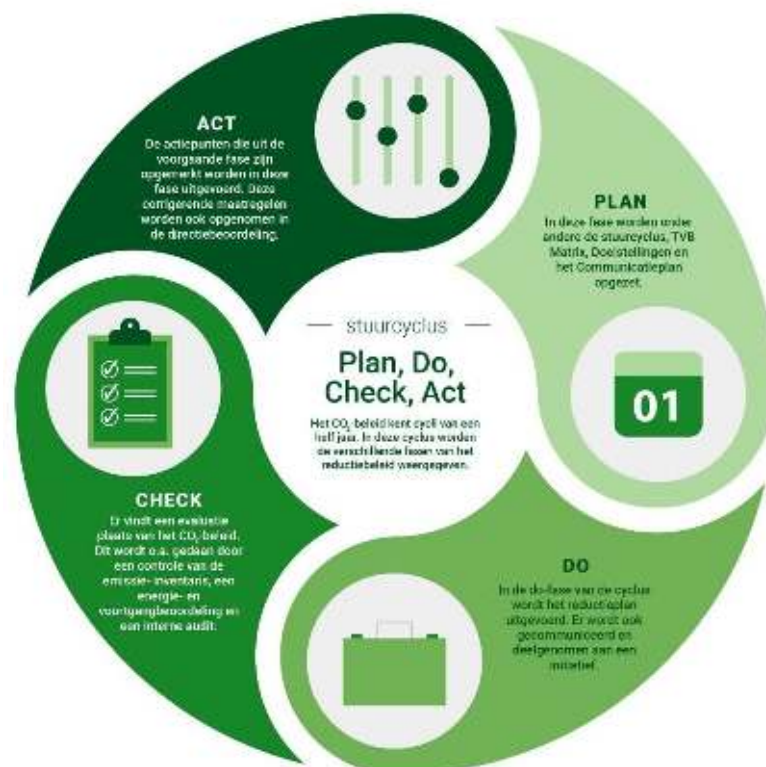 stuurcyclus
Plan, Do,
Check, Act
Het CO₂ beleid kent cycli van een
half jaar. In deze cyclus worden
de verschillende fasen van het
reductiebeleid weergegeven.
PLAN
In deze fase worden onder
andere de stuurcyclus, TVB
Matrix, Doelstellingen en
het Communicatieplan
opgezet.
01
DO
In de do-fase van de cyclus
wordt het reductieplan
uitgevoerd. Er wordt ook
gecommuniceerd en
deelgenomen aan een
initiatief.
CHECK
Er vindt een evaluatie
plaats van het CO₂ beleid.
Dit wordt o.a. gedaan door
een controle van de
emissie- inventaris, een
energie- en
voortgangbeoordeling en
een interne audit.
ACT
De actiepunten die uit de
voorgaande fase zijn
opgemerkt worden in deze
fase uitgevoerd. Deze
corrigerende maatregelen
worden ook opgenomen in
de directiebeoordeling.